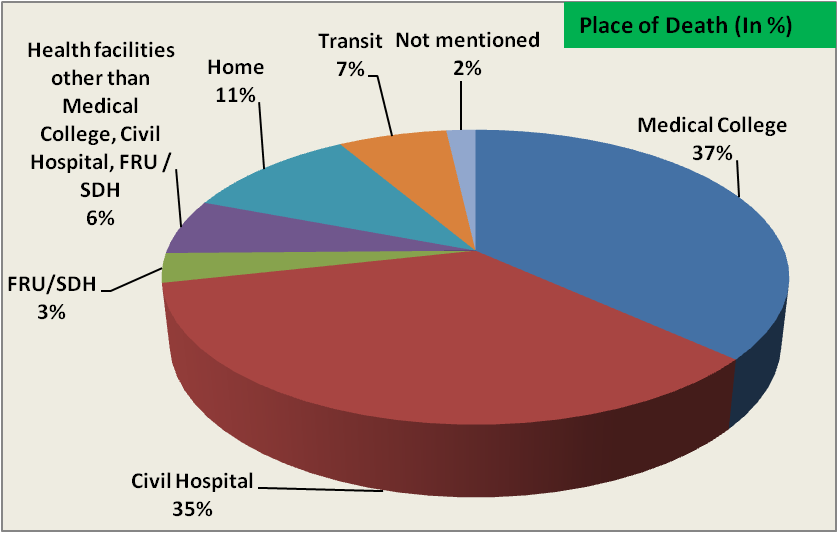 Place of Death (In %)
Health facilities
other than
Medical
College, Civil
Hospital, FRU /
SDH
6%
Home
11%
Transit
7%
Not mentioned
2%
Medical College
37%
FRU/SDH
3%
Civil Hospital
35%